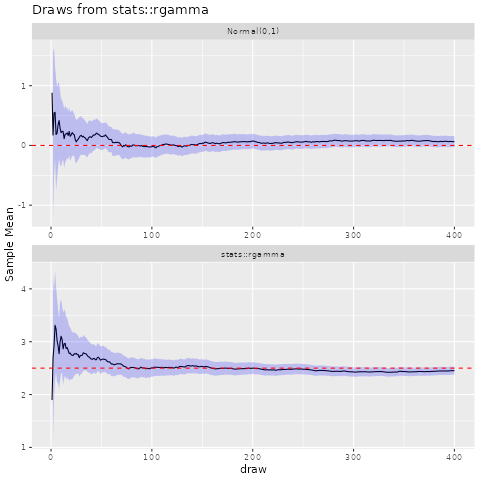 Draws from stats::rgamma
Normal(0,1)
1
0
-1
0 100 200 300 400
Sample Mean
stats::rgamma
4
3
2
1
0 100 200 300 400
draw